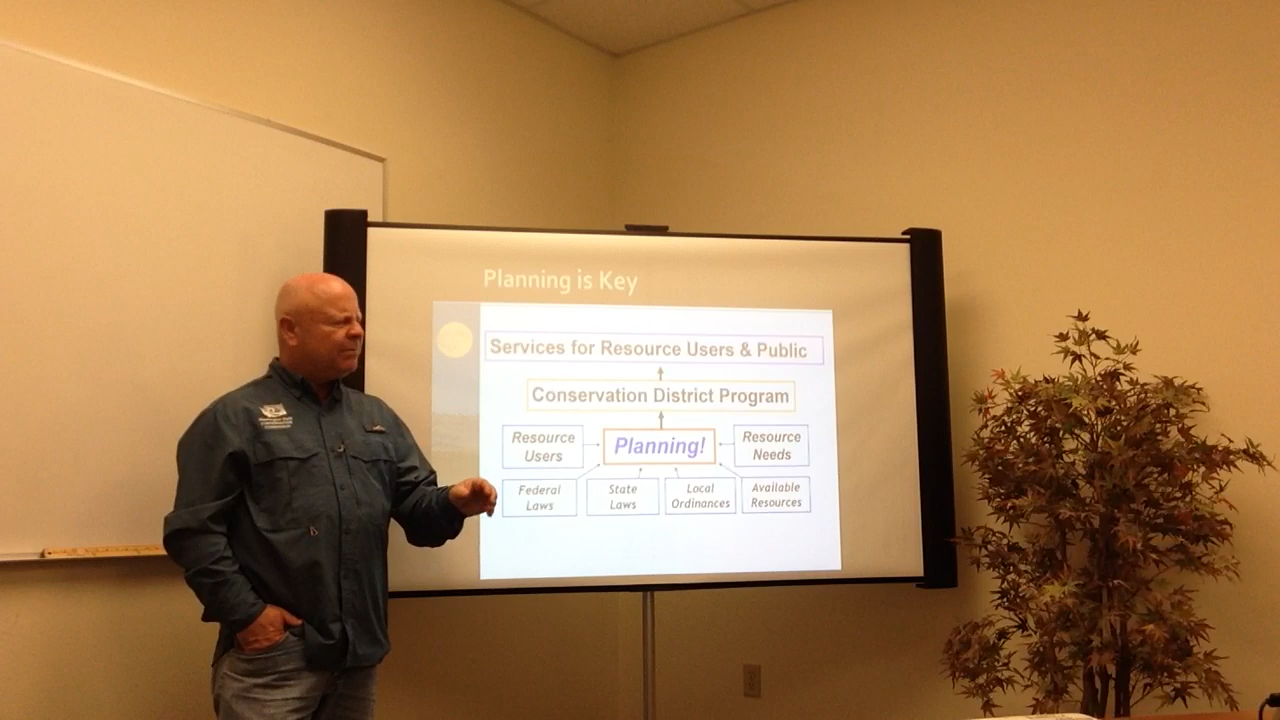 Planning is Key
Services for Resource Users & Public
Conservation District Program
Resource
Users
Planning!
Resource
Needs
Federal
Laws
State
Laws
Local
Ordinances
Available
Resources